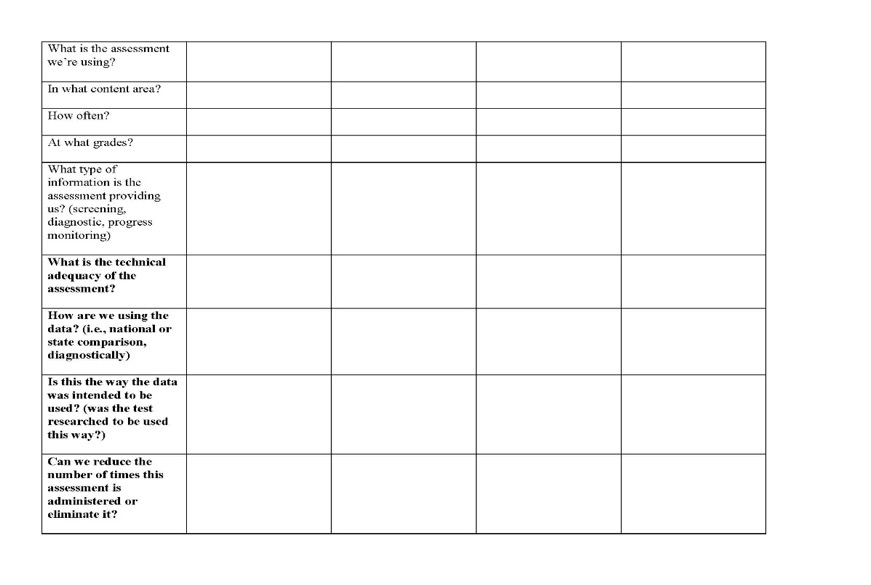 What is the assessment
we're using?
In what content area?
How often?
At what grades?
What type of
information is the
assessment providing
us? (screening,
diagnostic, progress
monitoring)
What is the technical
adequacy of the
assessment?
How are we using the
data? (i.e., national or
state comparison,
diagnostically)
Is this the way the data
was intended to be
used? (was the test
researched to be used
this way?)
Can we reduce the
number of times this
assessment is
administered or
eliminate it?